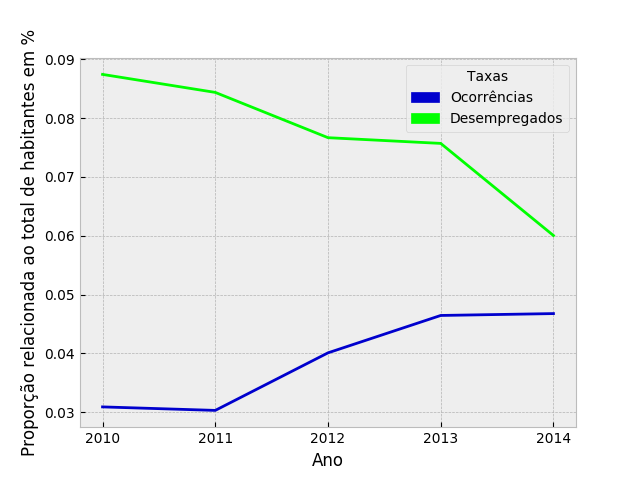 Proporção relacionada ao total de habitantes em %
0.09
0.08
0.07
0.06
0.05
0.04
0.03
Taxas
Ocorrências
Desempregados
2010 2011 2012 2013 2014
Ano